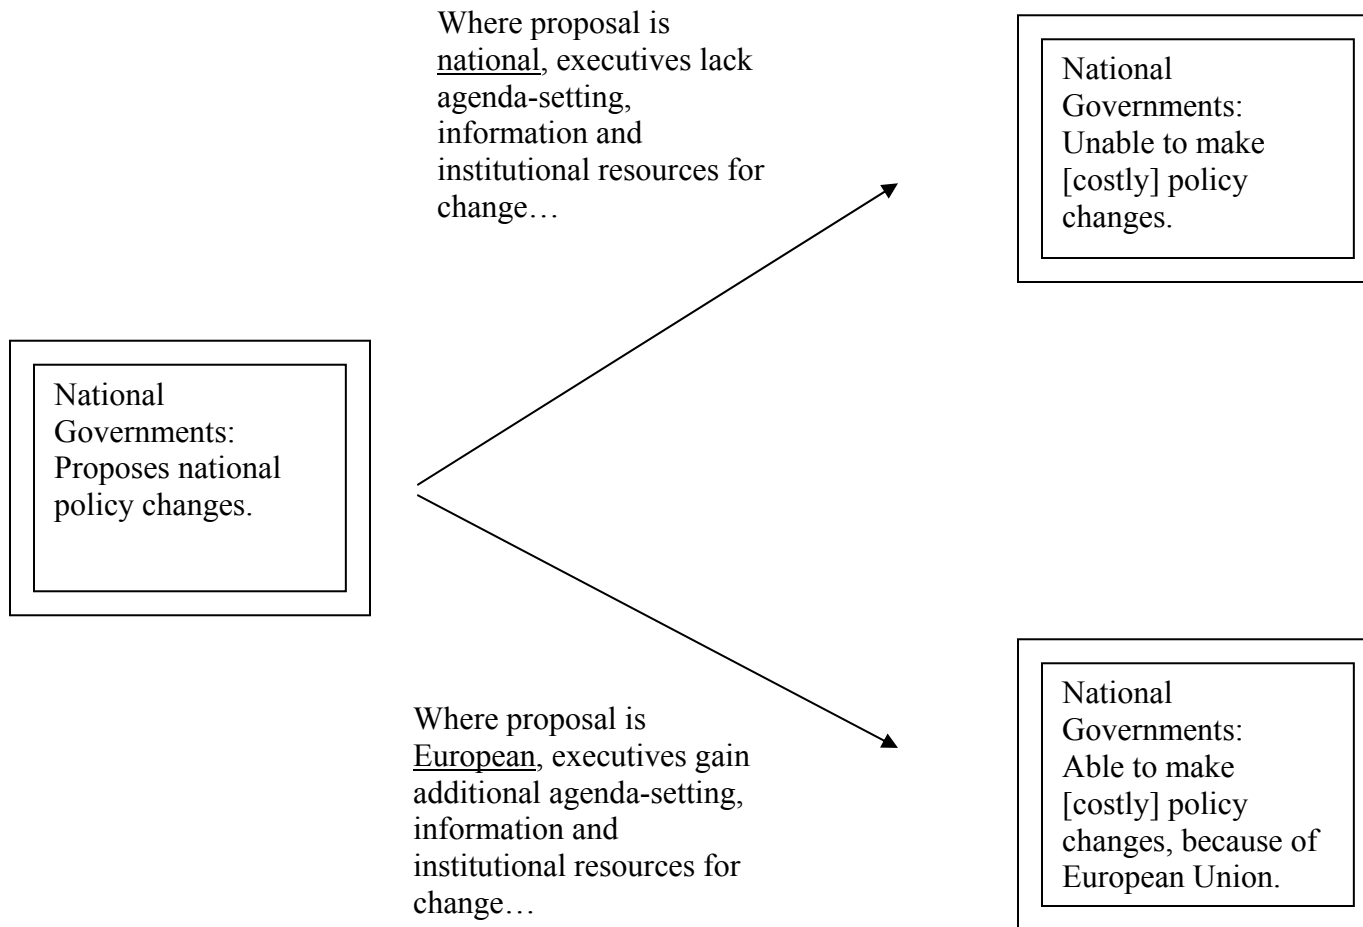 Where proposal is
national, executives lack
agenda-setting,
information and
institutional resources for
change…
National
Governments:
Unable to make
[costly] policy
changes.
National
Governments:
Proposes national
policy changes.
Where proposal is
European, executives gain
additional agenda-setting,
information and
institutional resources for
change…
National
Governments:
Able to make
[costly] policy
changes, because of
European Union.